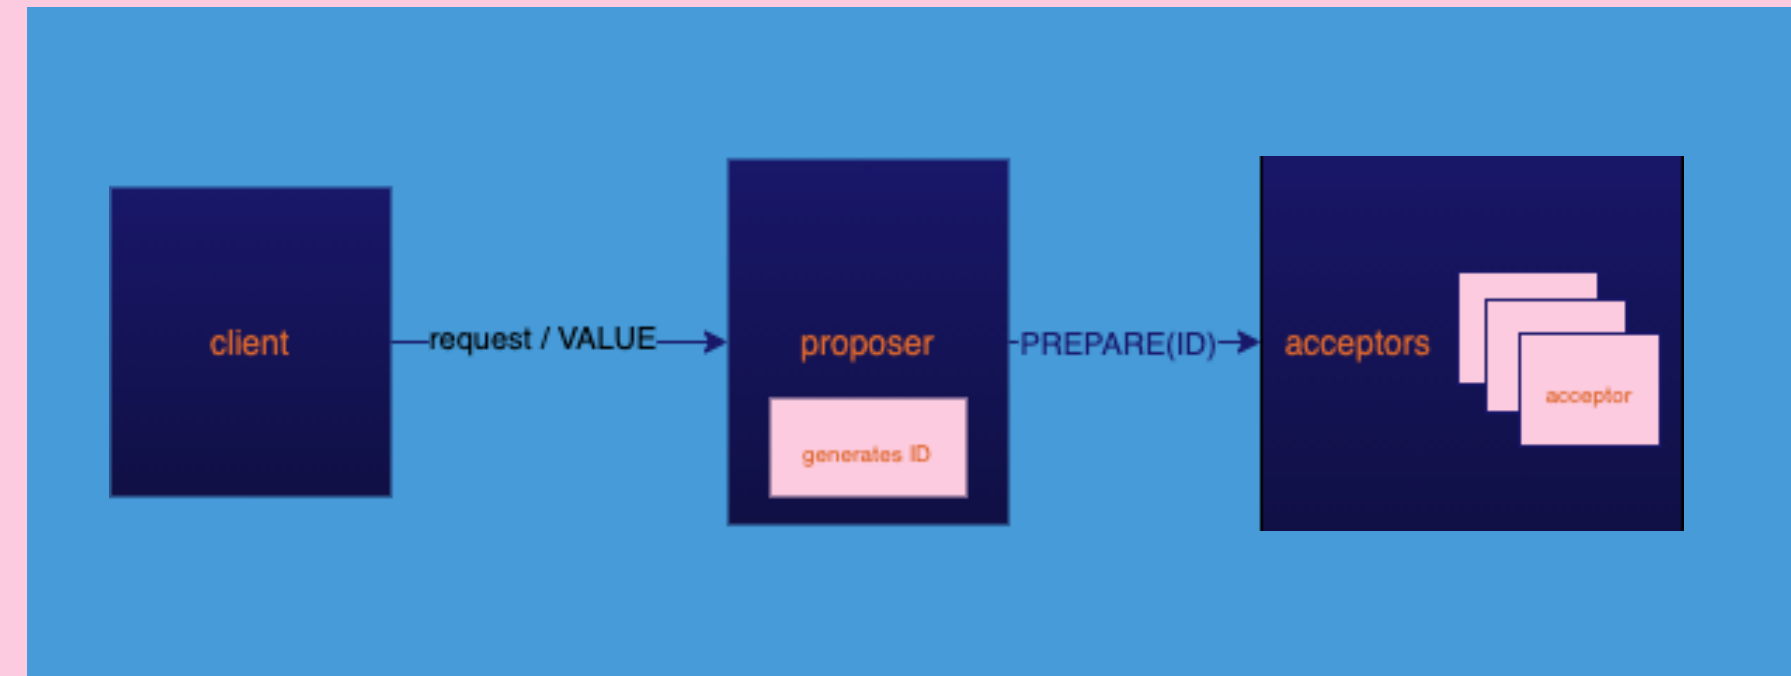 client
request / VALUE
proposer
generates ID
PREPARE(ID)
acceptors
acceptor